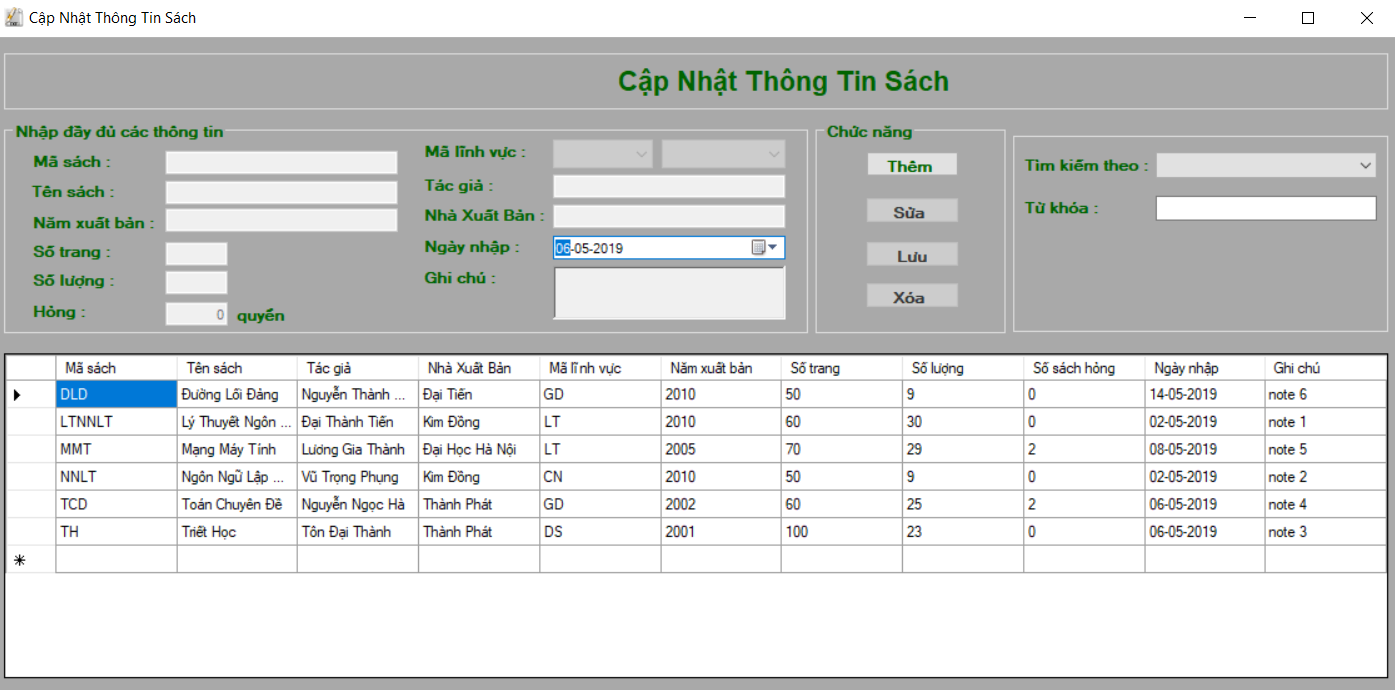 Cập Nhật Thông Tin Sách
Cập Nhật Thông Tin Sách
Nhập đầy đủ các thông tin
Mã sách :
Tên sách :
Năm xuất bản :
Số trang :
Số lượng :
Hỏng : 0 quyển
Mã lĩnh vực :
Tác giả :
Nhà Xuất Bản :
Ngày nhập : 06-05-2019
Ghi chú :
Chức năng
Thêm
Sửa
Lưu
Xóa
Tìm kiếm theo :
Từ khóa :
Mã sách Tên sách Tác giả Nhà Xuất Bản Mã lĩnh vực Năm xuất bản Số trang Số lượng Số sách hỏng Ngày nhập Ghi chú
DLD Đường Lối Đảng Nguyễn Thành ... Đại Tiến GD 2010 50 9 0 14-05-2019 note 6
LTNNLT Lý Thuyết Ngôn ... Đại Thành Tiến Kim Đồng LT 2010 60 30 0 02-05-2019 note 1
MMT Mạng Máy Tính Lương Gia Thành Đại Học Hà Nội LT 2005 70 29 2 08-05-2019 note 5
NNLT Ngôn Ngữ Lập ... Vũ Trọng Phụng Kim Đồng CN 2010 50 9 0 02-05-2019 note 2
TCD Toán Chuyên Đề Nguyễn Ngọc Hà Thành Phát GD 2002 60 25 2 06-05-2019 note 4
TH Triết Học Tôn Đại Thành Thành Phát DS 2001 100 23 0 06-05-2019 note 3